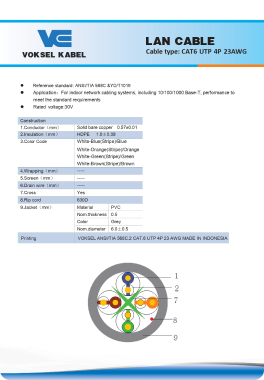 VC
VOKSEL KABEL
LAN CABLE
Cable type: CAT6 UTP 4P 23AWG
● Reference standard: ANSI/TIA 568C &YD/T1019
● Application: For indoor network cabling systems, including 10/100/1000 Base-T, performance to
meet the standard requirements
● Rated voltage 30V
Construction
1.Conductor (mm) Solid bare copper 0.57±0.01
2.Insulation (mm) HDPE 1.0±0.05
3.Color Code White-Blue(Stripe)/Blue
White-Orange(Stripe)/Orange
White-Green(Stripe)/Green
White-Brown(Stripe)/Brown
4.Wrapping (mm) -----
5.Screen (mm) -----
6.Drain wire (mm) -----
7.Cross Yes
8.Rip cord 600D
9.Jacket (mm) Material PVC
Nom.thickness 0.5
Color Grey
Nom.diameter 6.0±0.5
Printing VOKSEL ANSI/TIA 568C.2 CAT.6 UTP 4P 23 AWG MADE IN INDONESIA
1
2
7
8
9